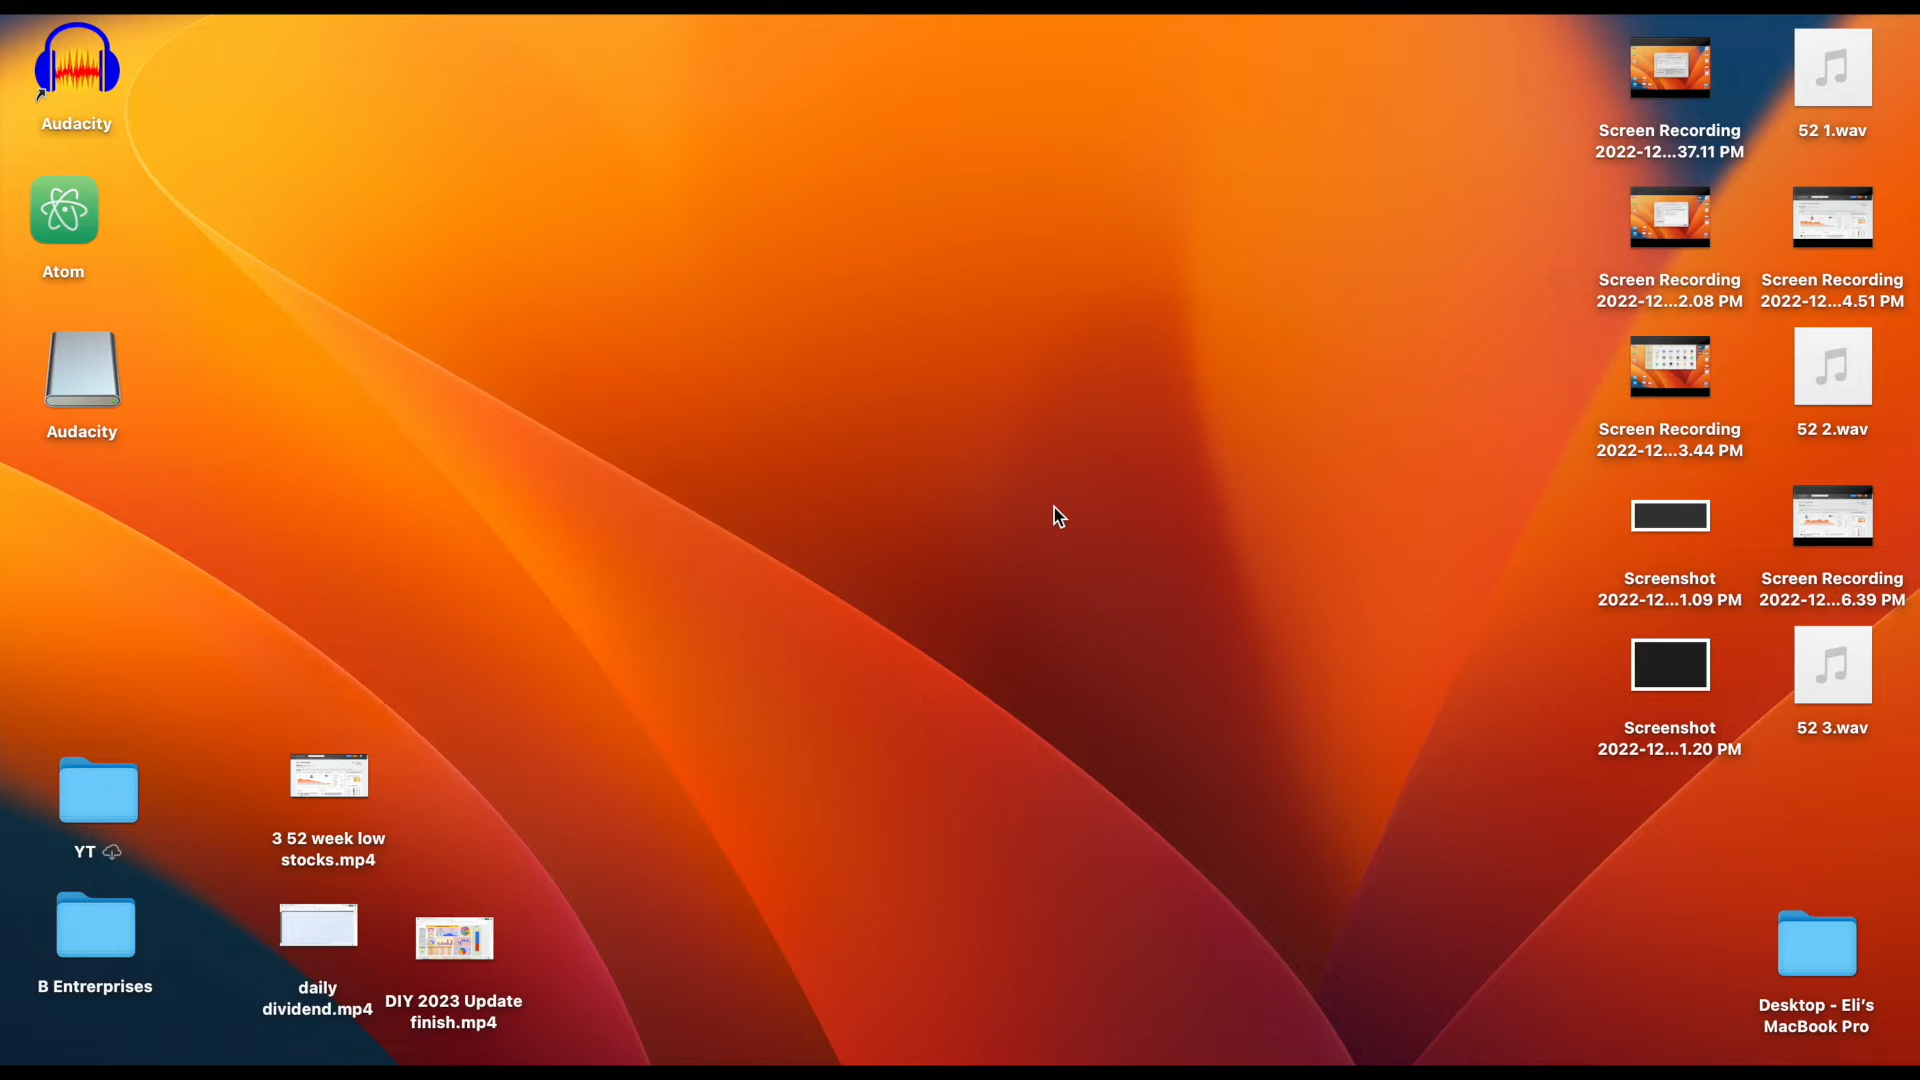 Audacity
Atom
Audacity
YT
B Entrerprises
3 52 week low
stocks.mp4
daily
dividend.mp4
DIY 2023 Update
finish.mp4
Screen Recording
2022-12...37.11 PM
52 1.wav
Screen Recording
2022-12...2.08 PM
Screen Recording
2022-12...4.51 PM
Screen Recording
2022-12...3.44 PM
52 2.wav
Screenshot
2022-12...1.09 PM
Screen Recording
2022-12...6.39 PM
Screenshot
2022-12...1.20 PM
52 3.wav
Desktop - Eli’s
MacBook Pro